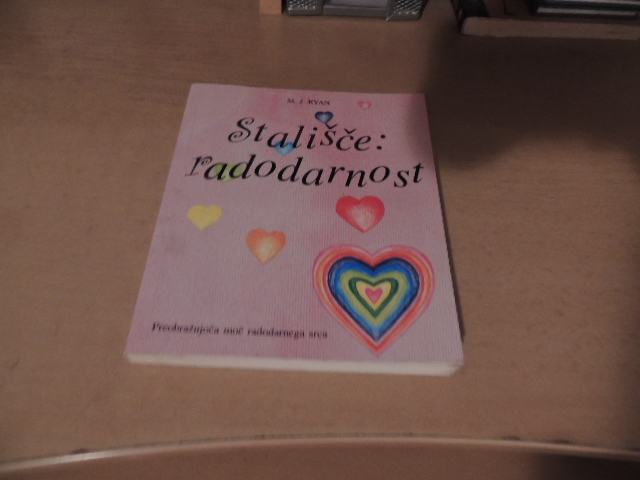 M. J. RYAN
Stališče:
radodarnost
Preobražujoča moč radodarnega srca